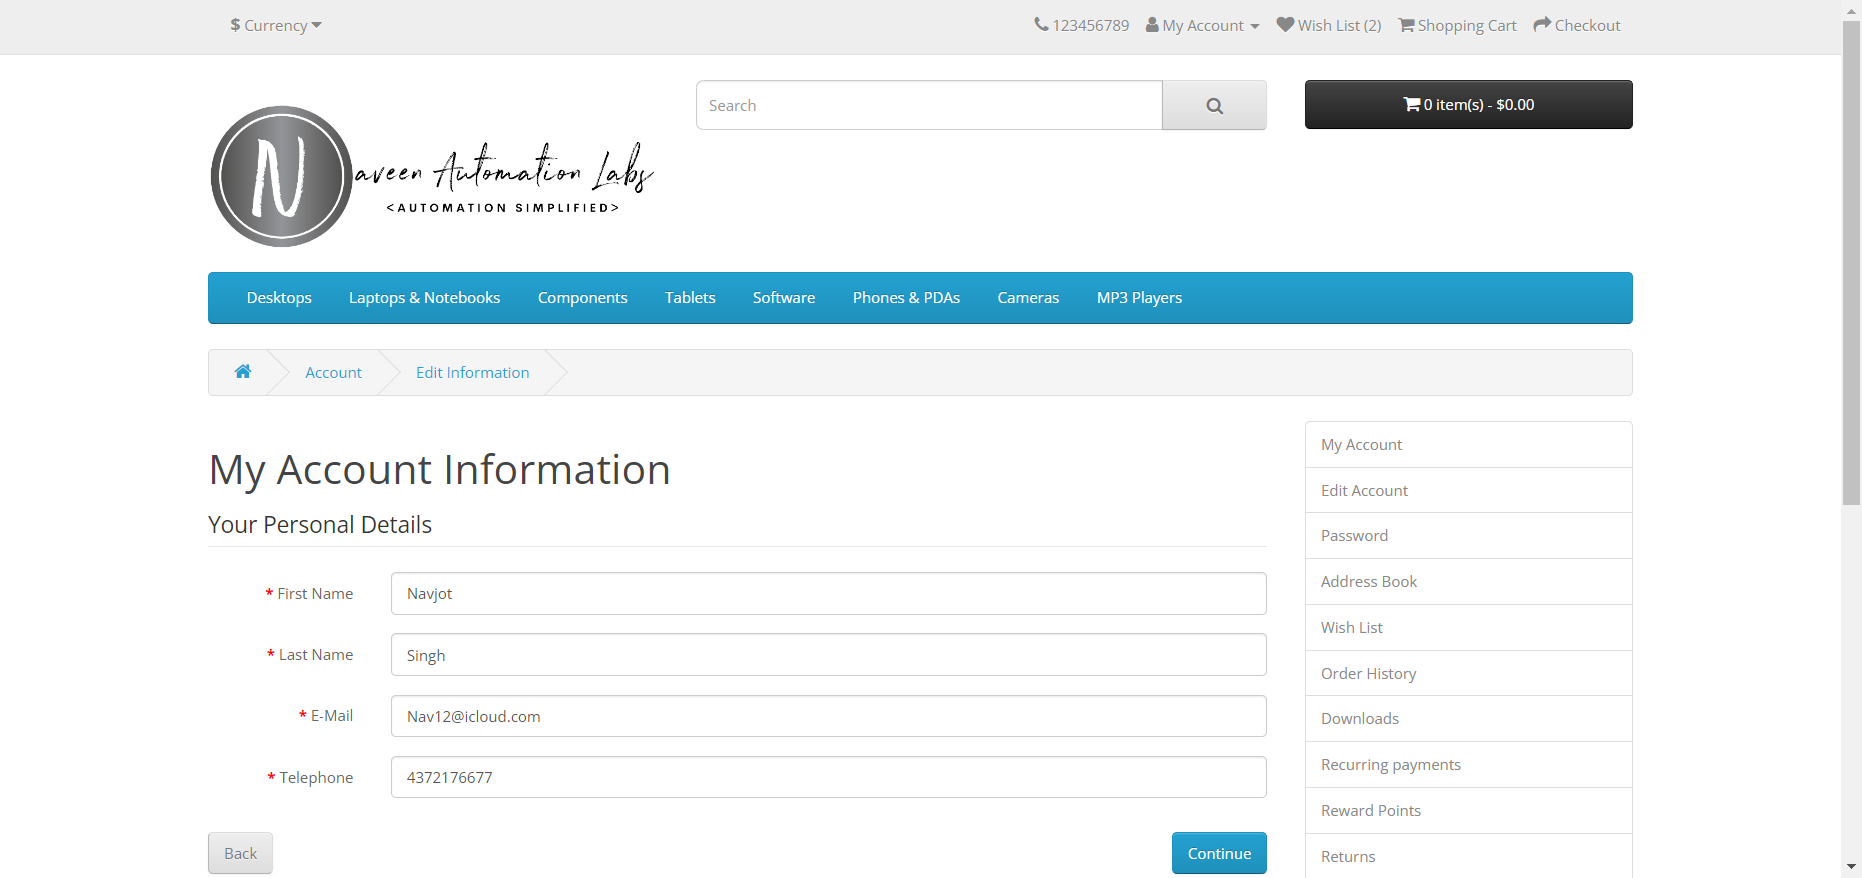 $ Currency
123456789 My Account Wish List (2) Shopping Cart Checkout
Search
0 item(s) - $0.00
N
aveen Automation Labs
<AUTOMATION SIMPLIFIED>
Desktops Laptops & Notebooks Components Tablets Software Phones & PDAs Cameras MP3 Players
Account Edit Information
My Account Information
Your Personal Details
* First Name Navjot
* Last Name Singh
* E-Mail Nav12@icloud.com
* Telephone 4372176677
Back Continue
My Account
Edit Account
Password
Address Book
Wish List
Order History
Downloads
Recurring payments
Reward Points
Returns